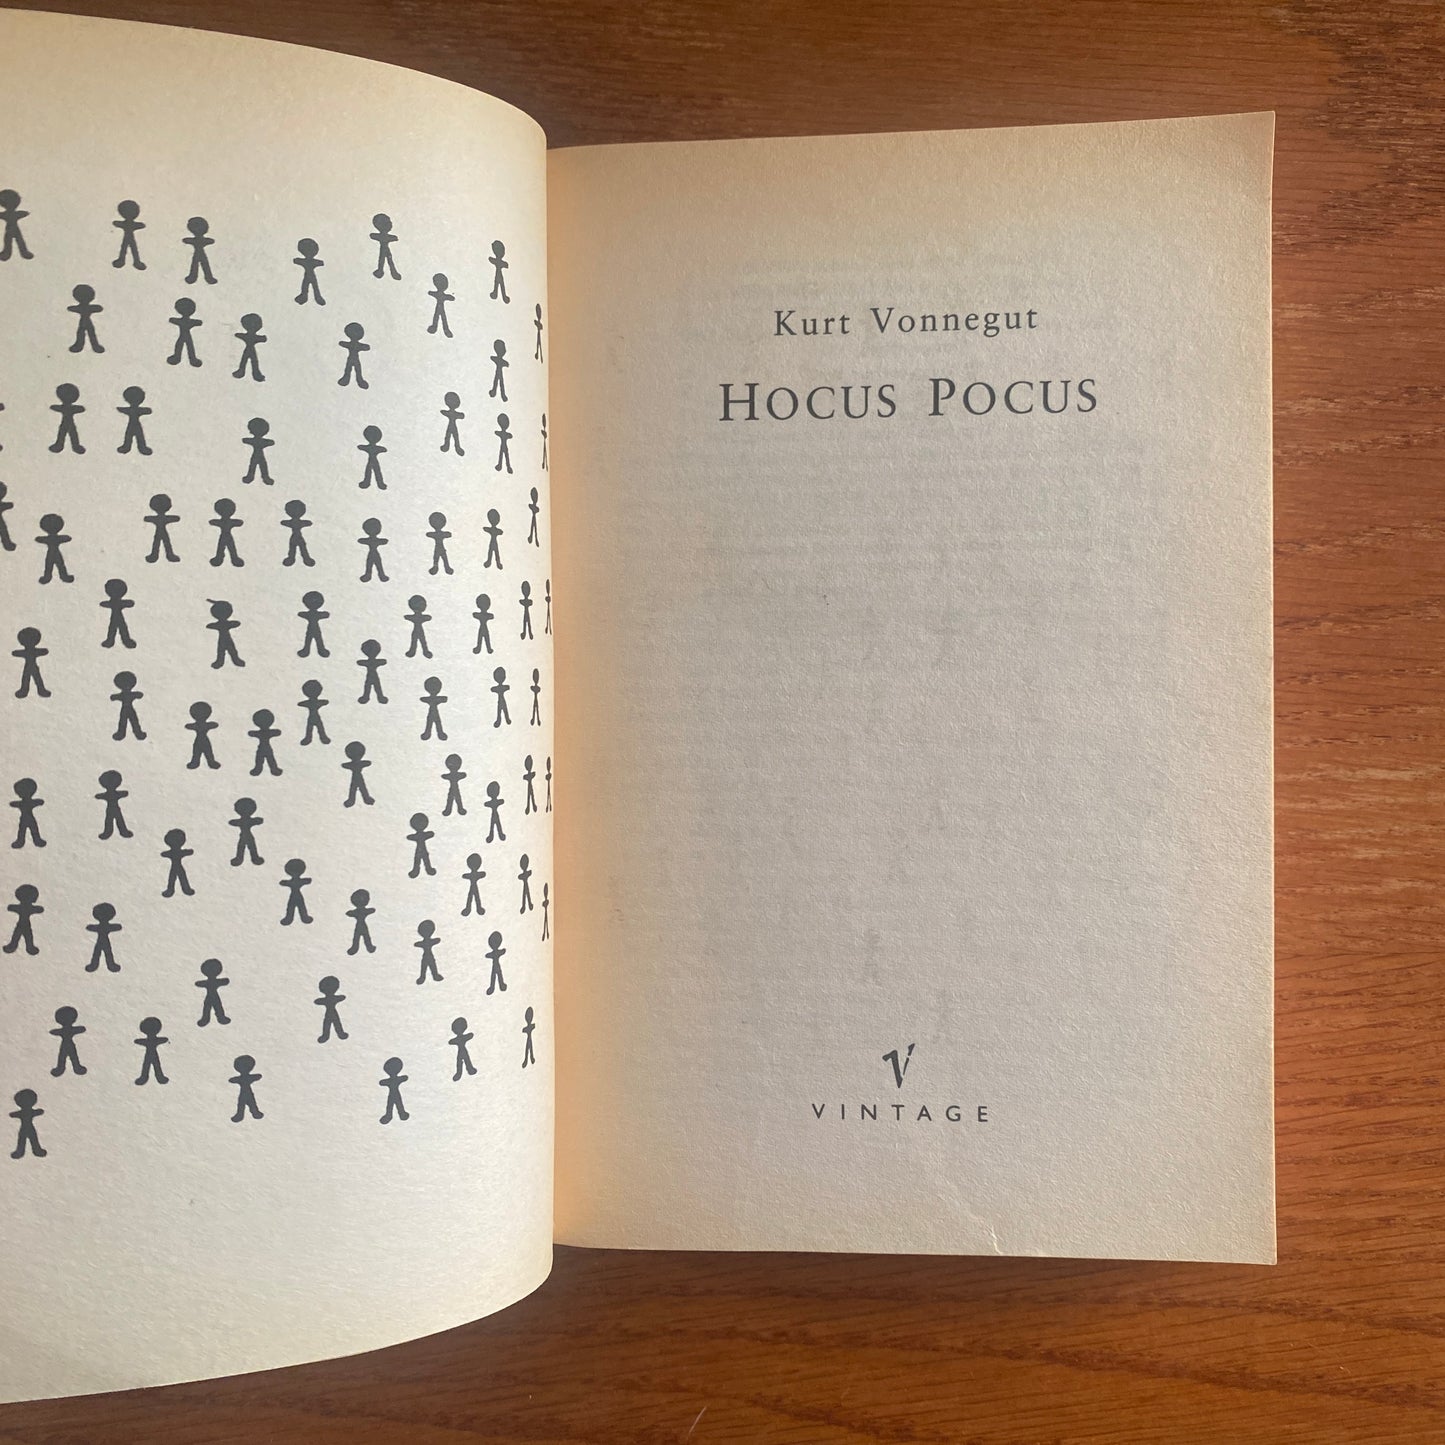 Kurt Vonnegut
HOCUS POCUS
V
VINTAGE